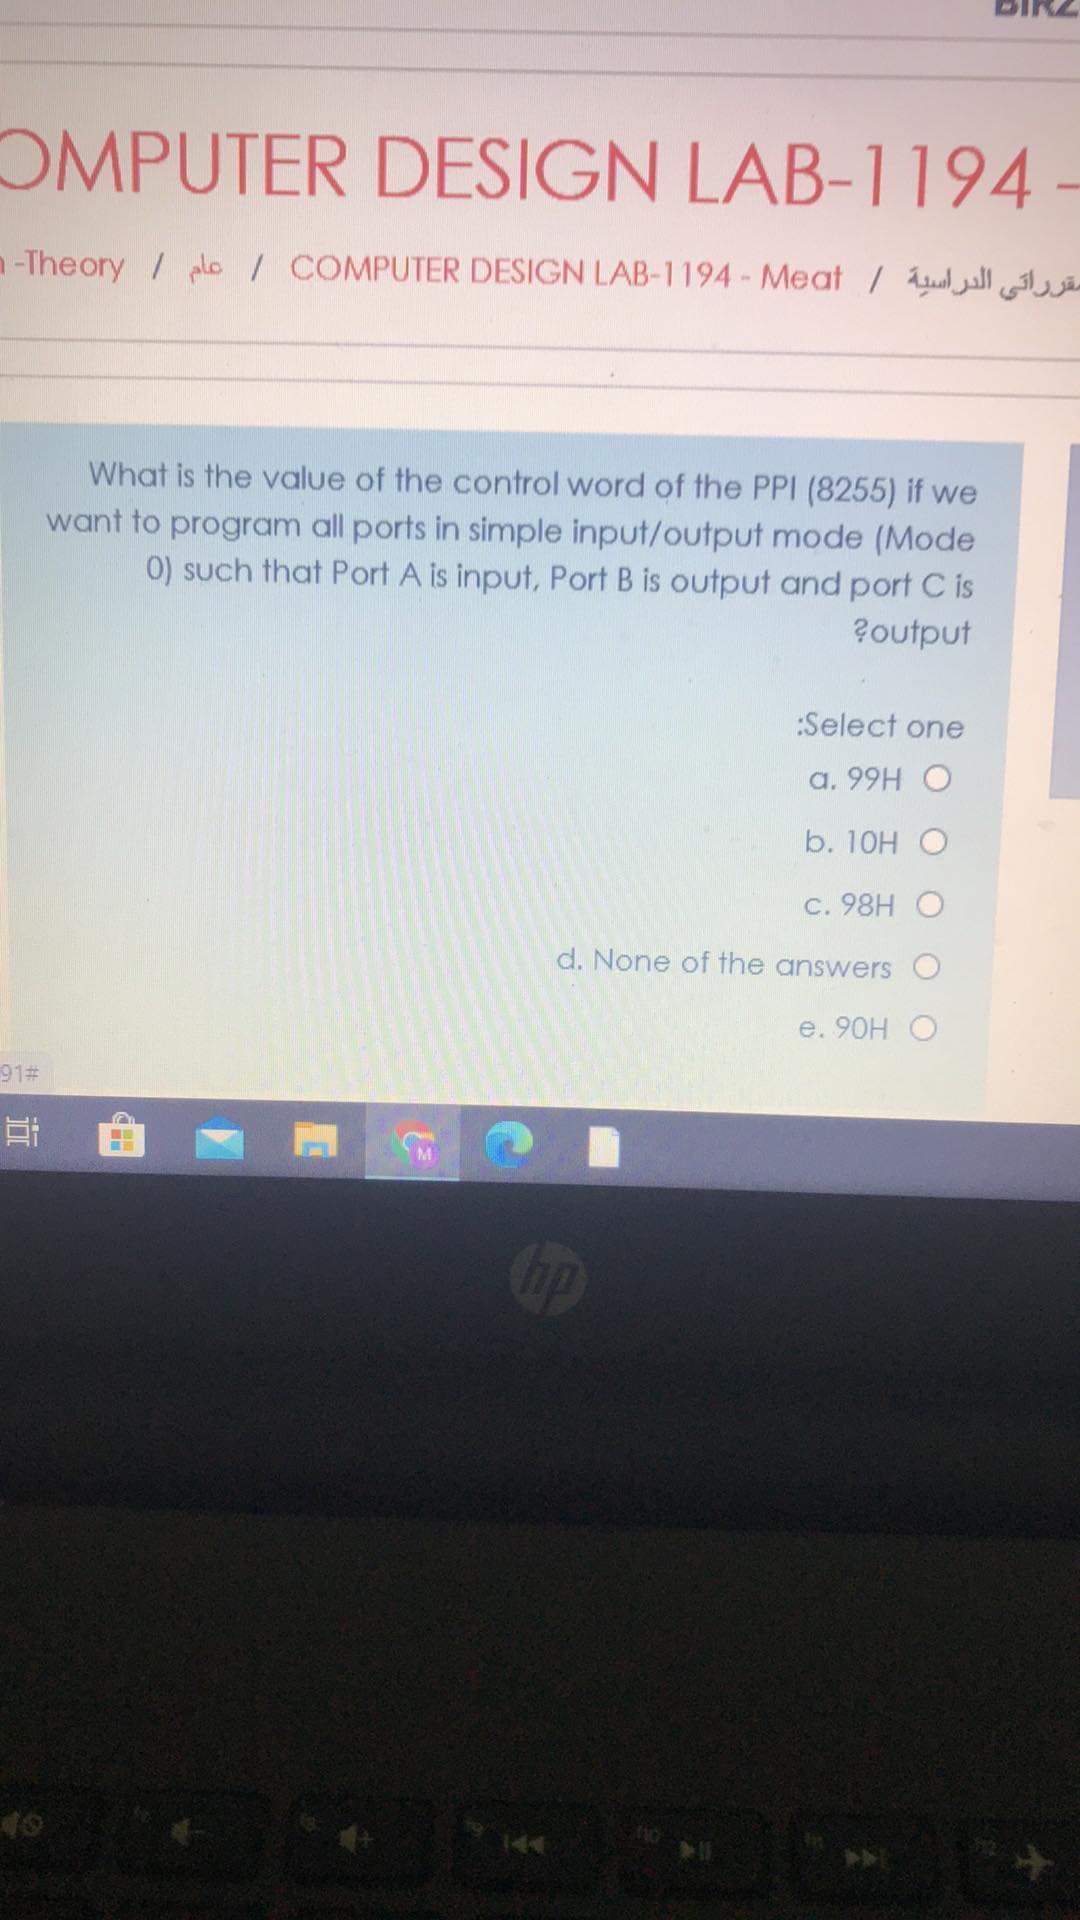 OMPUTER DESIGN LAB-1194 -
-Theory / عام / COMPUTER DESIGN LAB-1194 - Meat / مقرراتي الدراسية
What is the value of the control word of the PPI (8255) if we
want to program all ports in simple input/output mode (Mode
0) such that Port A is input, Port B is output and port C is
?output
:Select one
a. 99H
b. 10H
c. 98H
d. None of the answers
e. 90H
91#
M
hp